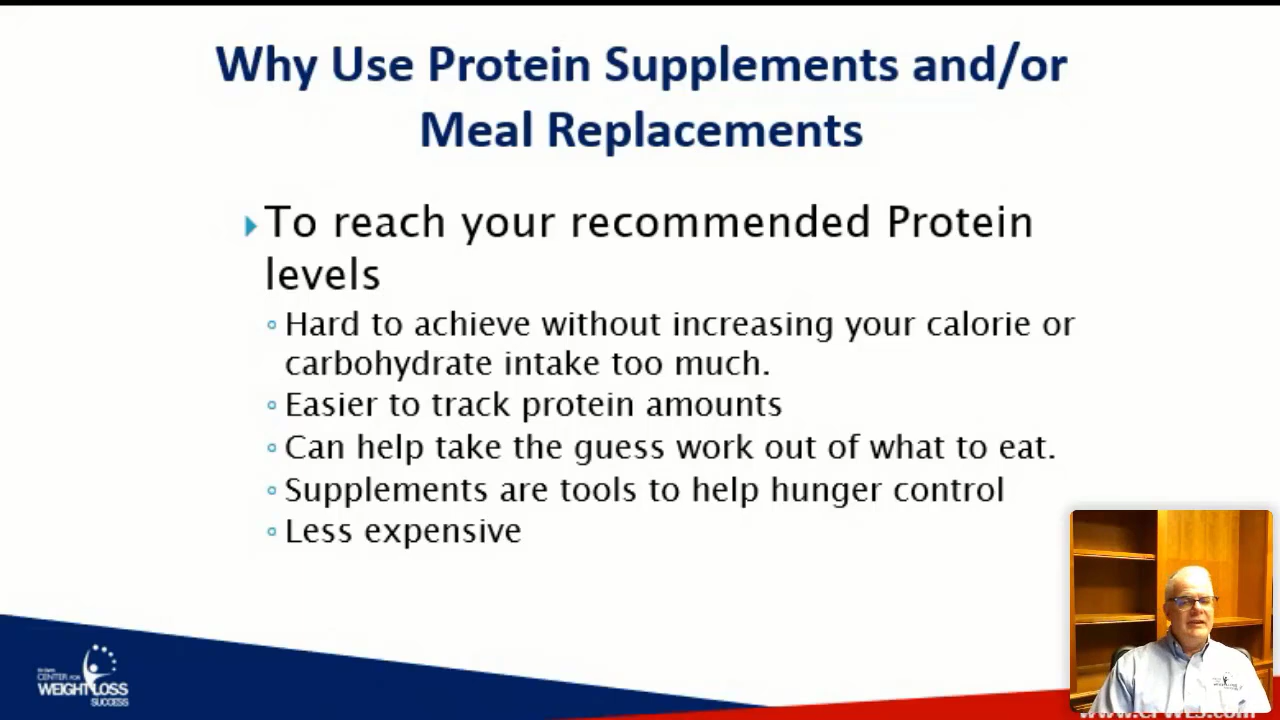 Why Use Protein Supplements and/or
Meal Replacements
To reach your recommended Protein
levels
Hard to achieve without increasing your calorie or
carbohydrate intake too much.
Easier to track protein amounts
Can help take the guess work out of what to eat.
Supplements are tools to help hunger control
Less expensive
CENTER FOR
WEIGHT LOSS
SUCCESS